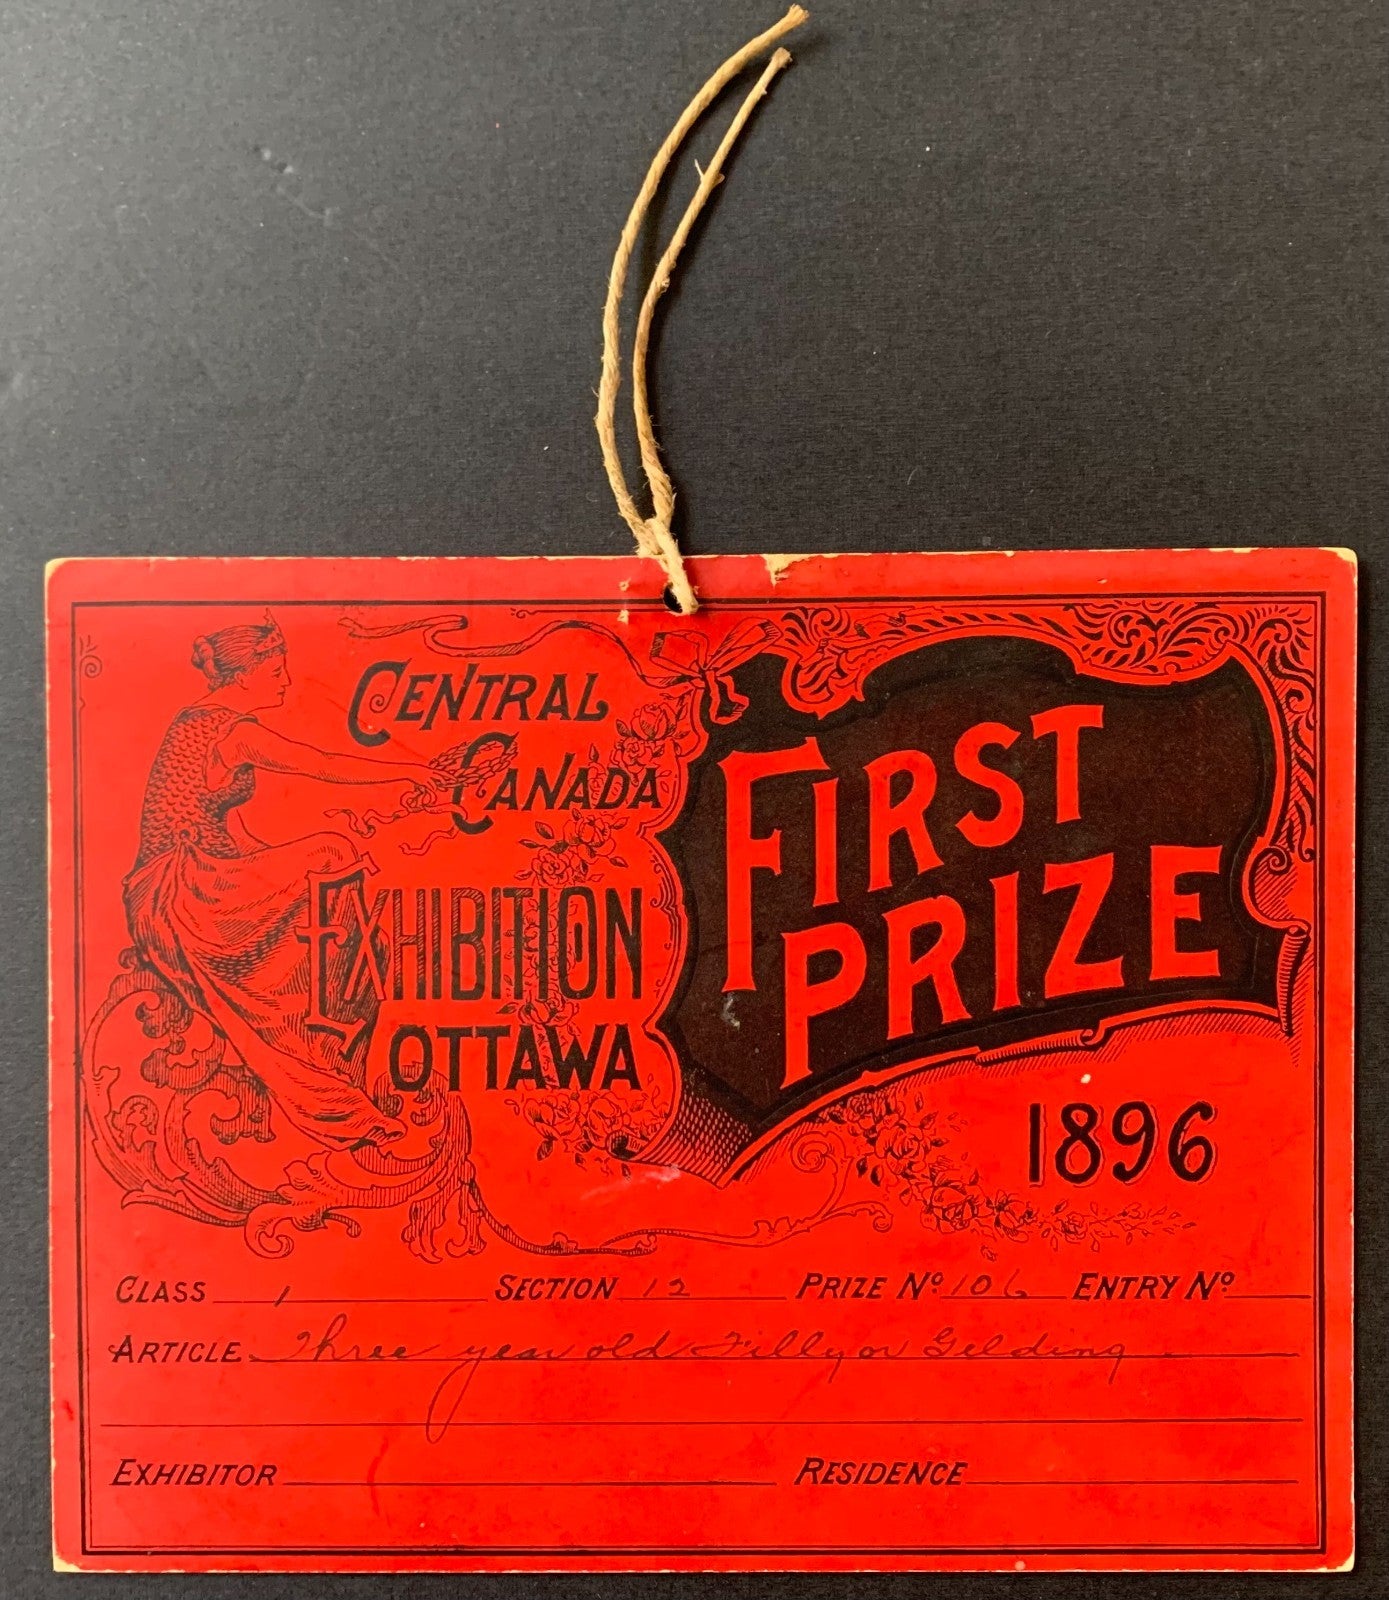 CENTRAL
CANADA
EXHIBITION
OTTAWA
FIRST
PRIZE
1896
CLASS 1 SECTION 12 PRIZE No 106 ENTRY No
ARTICLE Three year old Filly or Gelding
EXHIBITOR RESIDENCE